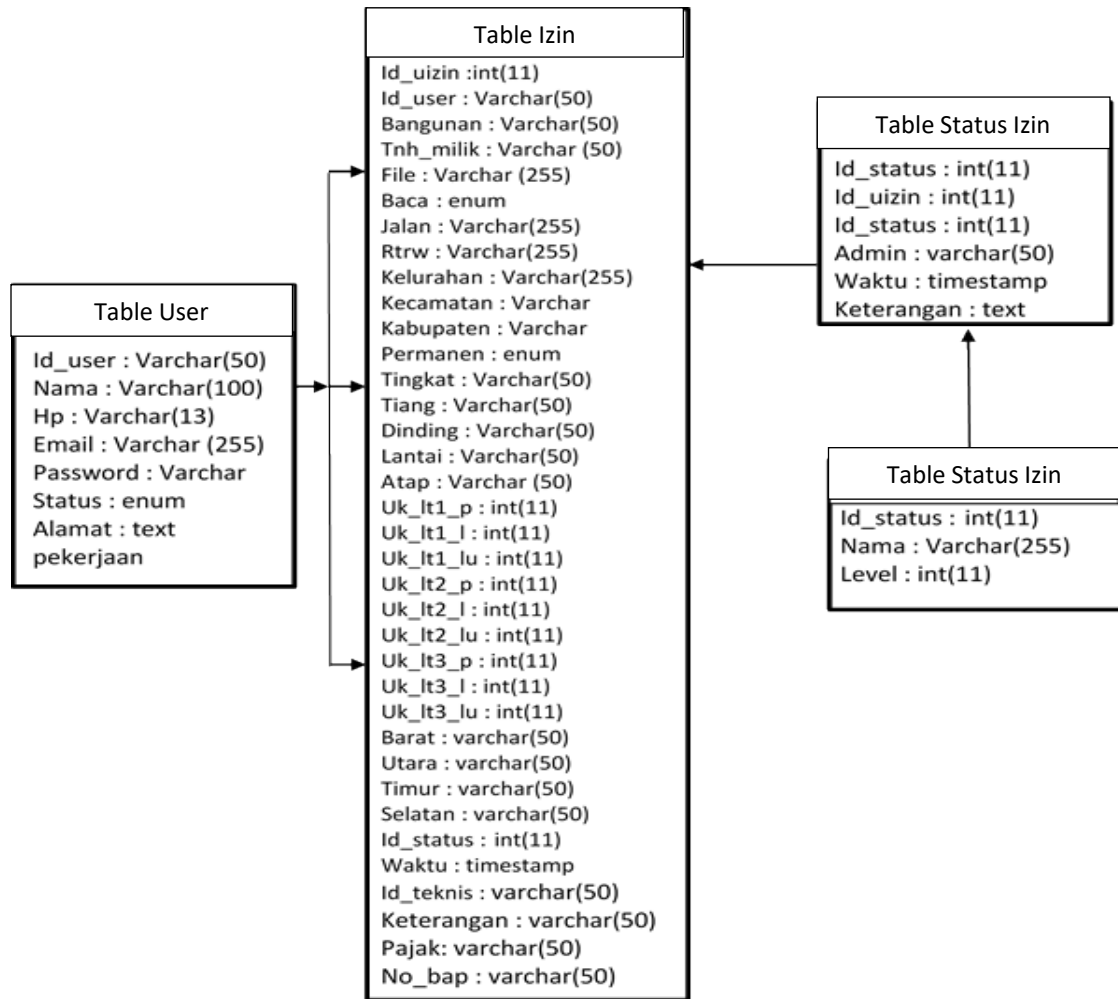 Table Izin
Id_uizin :int(11)
Id_user : Varchar(50)
Bangunan : Varchar(50)
Tnh_milik : Varchar (50)
File : Varchar (255)
Baca : enum
Jalan : Varchar(255)
Rtrw : Varchar(255)
Kelurahan : Varchar(255)
Kecamatan : Varchar
Kabupaten : Varchar
Permanen : enum
Tingkat : Varchar(50)
Tiang : Varchar(50)
Dinding : Varchar(50)
Lantai : Varchar(50)
Atap : Varchar (50)
Uk_lt1_p : int(11)
Uk_lt1_l : int(11)
Uk_lt1_lu : int(11)
Uk_lt2_p : int(11)
Uk_lt2_l : int(11)
Uk_lt2_lu : int(11)
Uk_lt3_p : int(11)
Uk_lt3_l : int(11)
Uk_lt3_lu : int(11)
Barat : varchar(50)
Utara : varchar(50)
Timur : varchar(50)
Selatan : varchar(50)
Id_status : int(11)
Waktu : timestamp
Id_teknis : varchar(50)
Keterangan : varchar(50)
Pajak: varchar(50)
No_bap : varchar(50)
Table User
Id_user : Varchar(50)
Nama : Varchar(100)
Hp : Varchar(13)
Email : Varchar (255)
Password : Varchar
Status : enum
Alamat : text
pekerjaan
Table Status Izin
Id_status : int(11)
Id_uizin : int(11)
Id_status : int(11)
Admin : varchar(50)
Waktu : timestamp
Keterangan : text
Table Status Izin
Id_status : int(11)
Nama : Varchar(255)
Level : int(11)